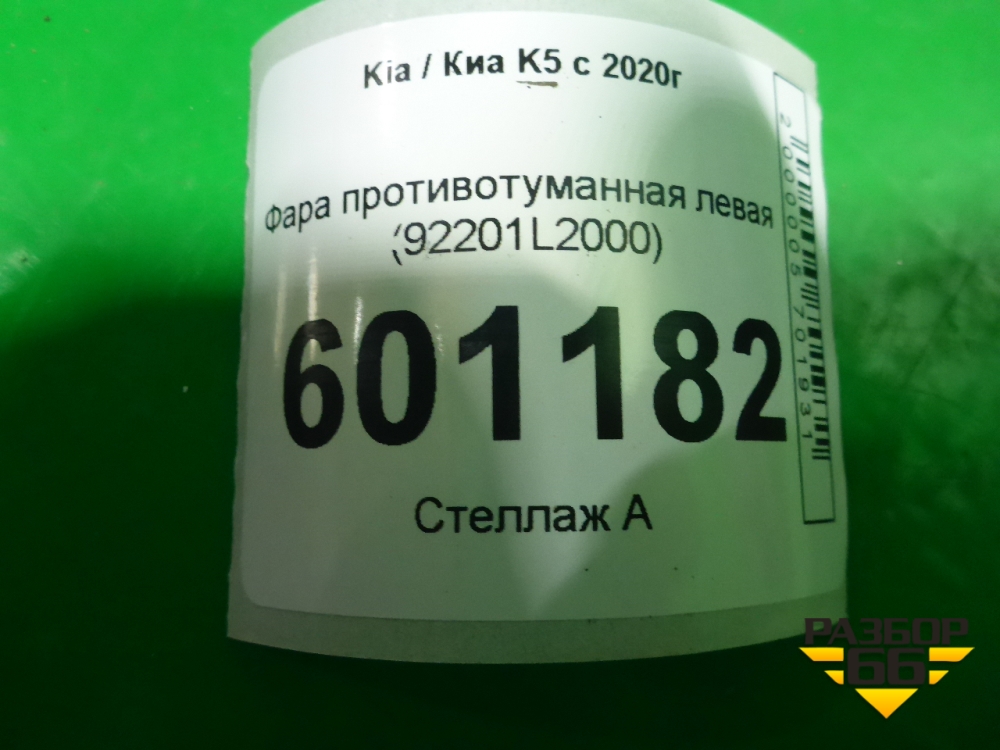 Kia / Киа K5 с 2020г
Фара противотуманная левая
(92201L2000)
601182
Стеллаж А
2000005701931
РАЗБОР
66